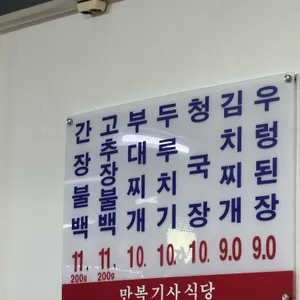 간장불백 11. 200g
고추장불백 11. 200g
부대찌개 10.
두루치기 10.
청국장 10.
김치찌개 9.0
우렁된장 9.0
만복기사식당